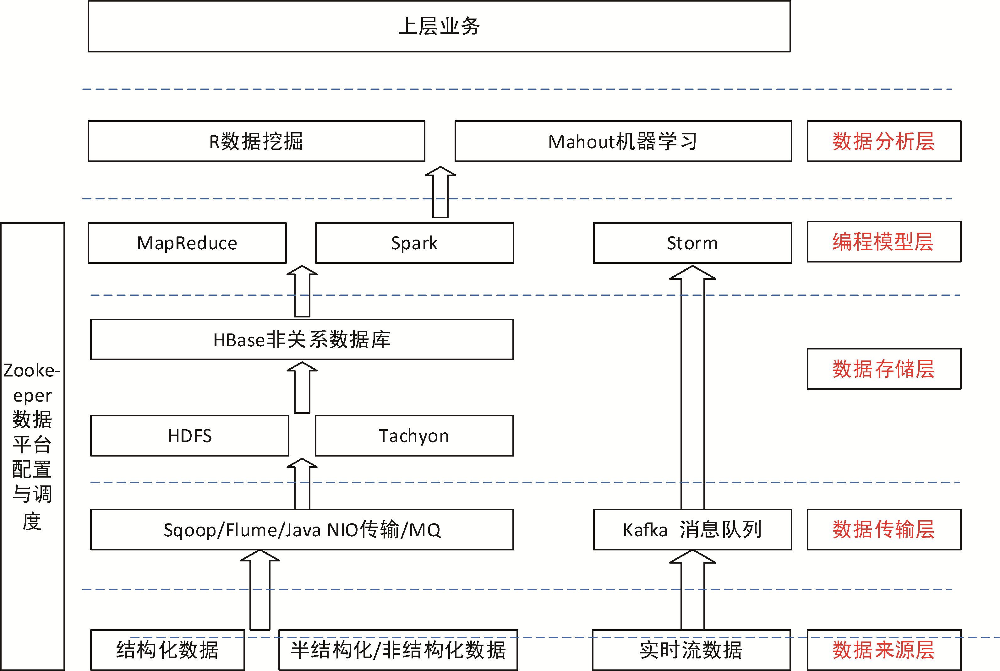 上层业务
R数据挖掘
Mahout机器学习
数据分析层
MapReduce
Spark
Storm
编程模型层
HBase非关系数据库
数据存储层
HDFS
Tachyon
Sqoop/Flume/Java NIO传输/MQ
Kafka 消息队列
数据传输层
结构化数据
半结构化/非结构化数据
实时流数据
数据来源层
Zooke-
eper
数据
平台
配置
与调
度